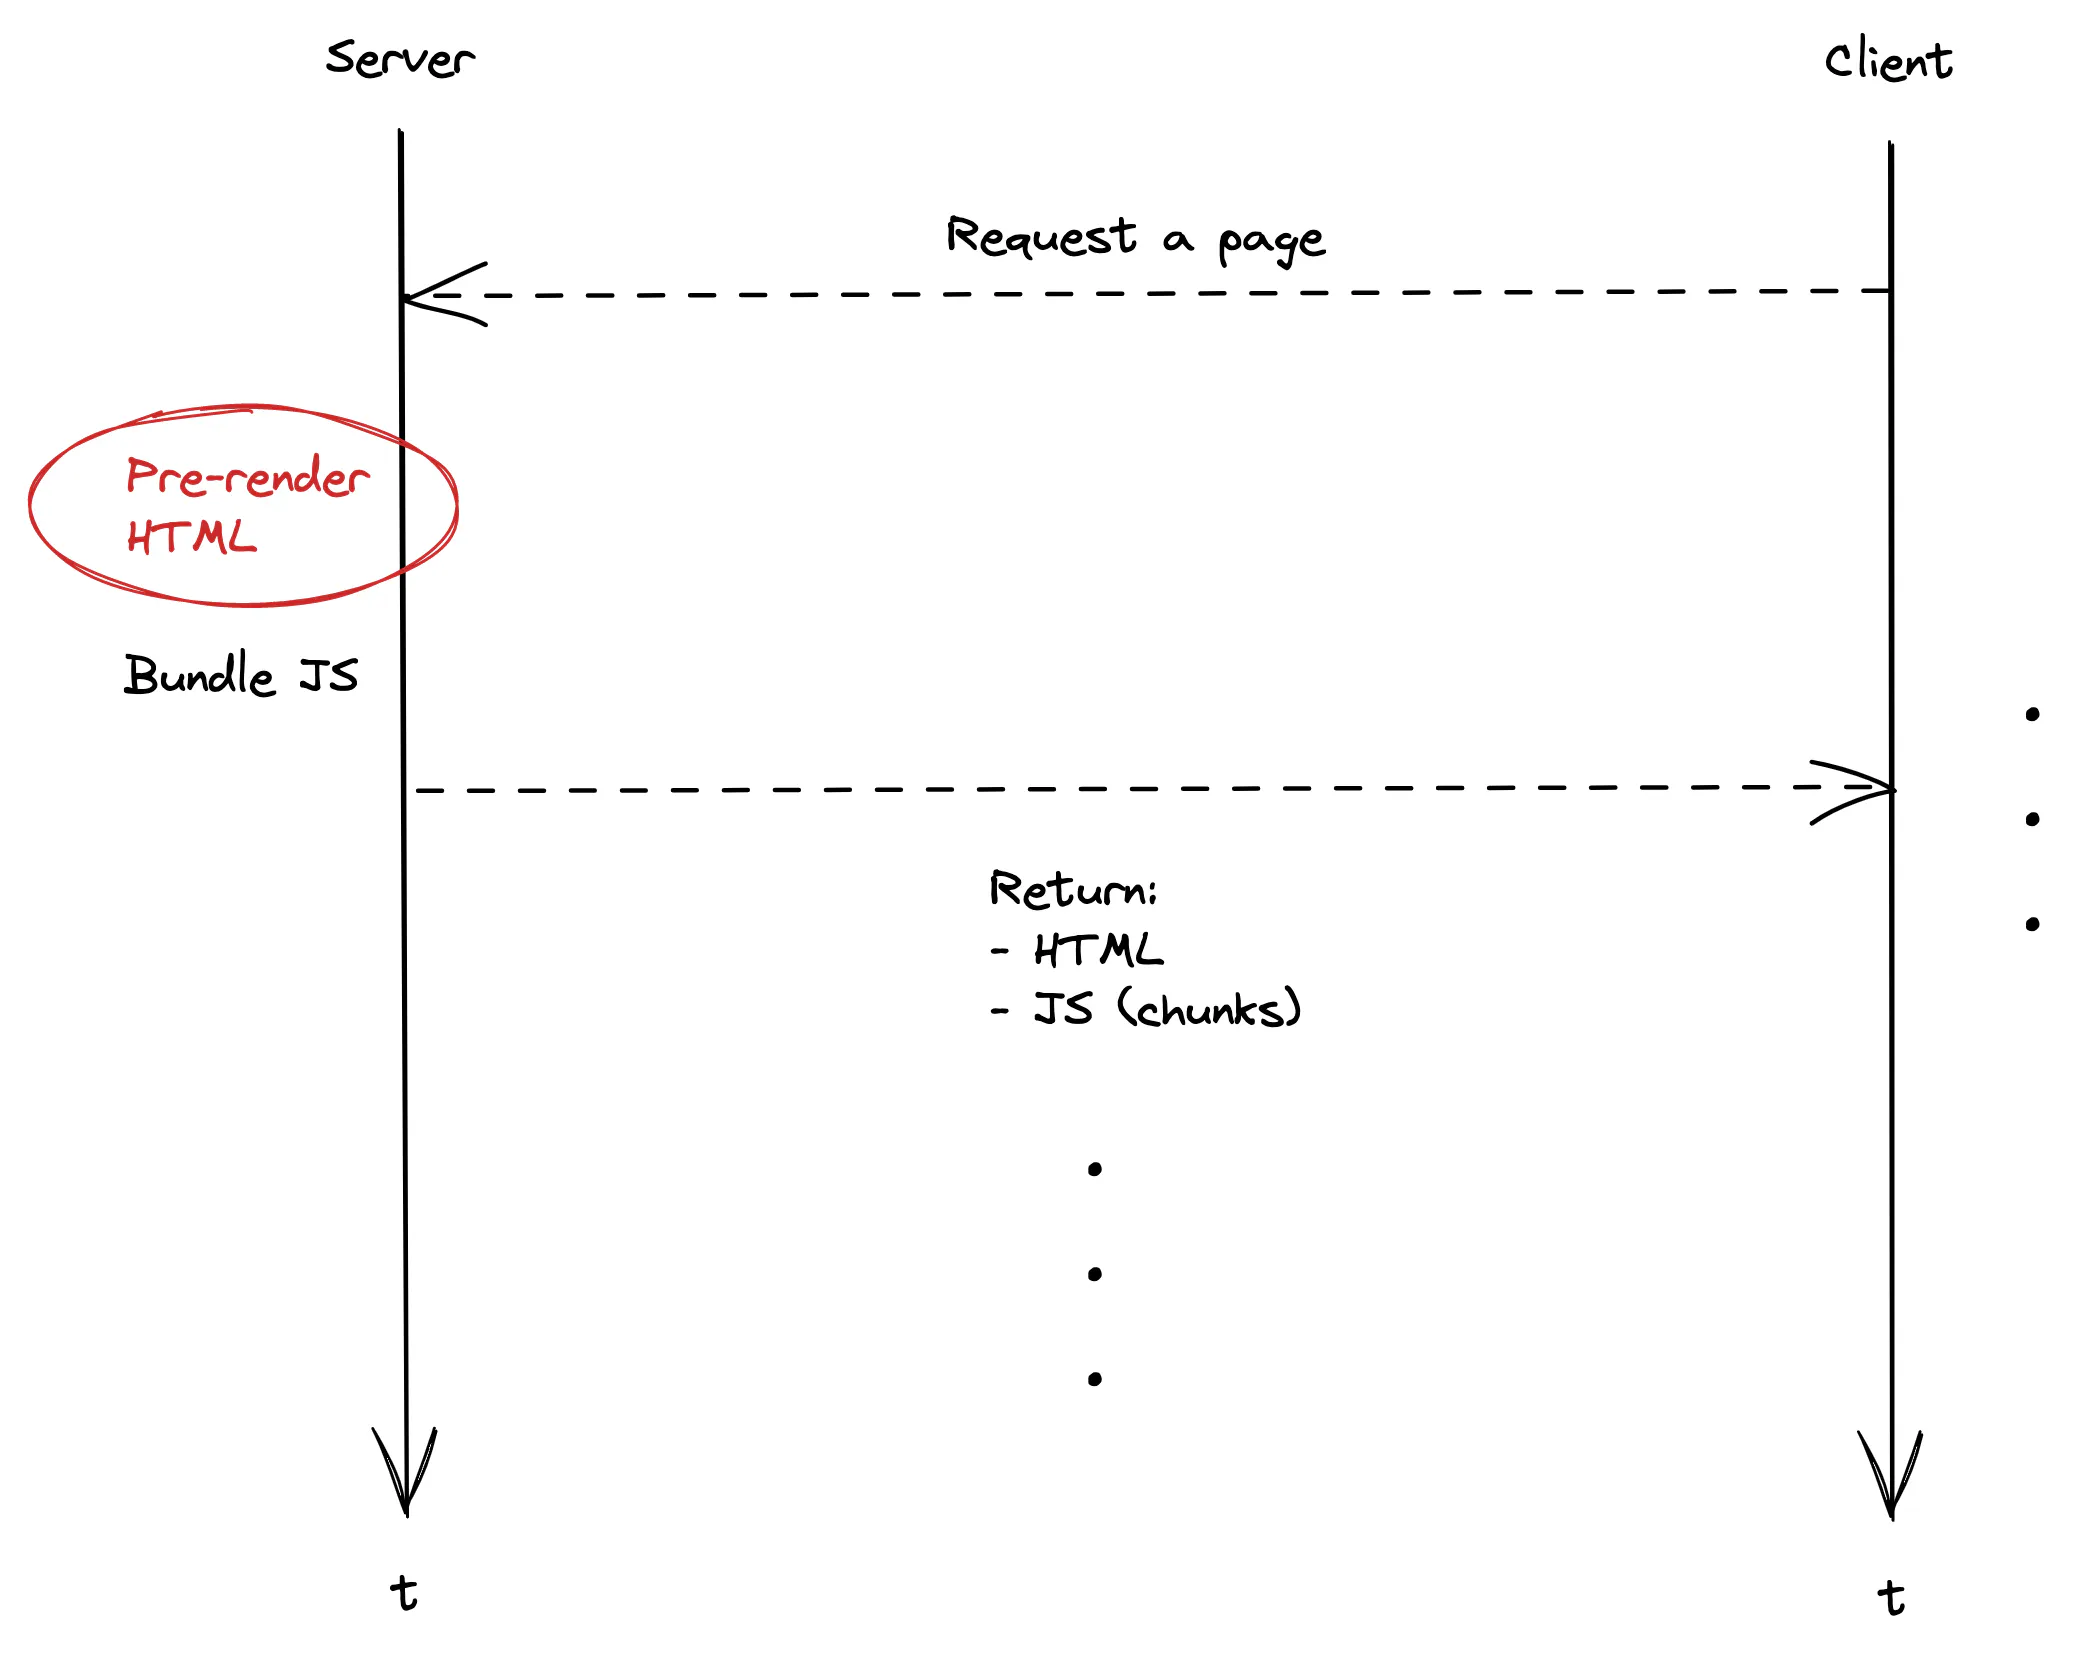 Server
Client
Request a page
Pre-render
HTML
Bundle JS
Return:
- HTML
- JS (chunks)
t
t